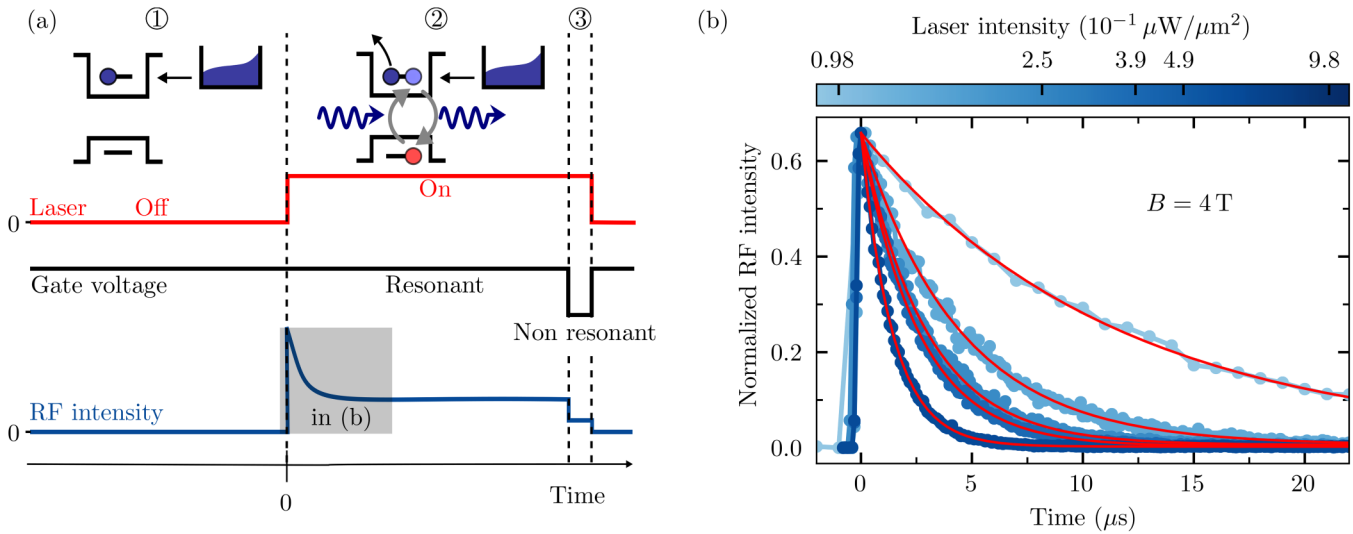 (a)
①
②
③
Laser
Off
On
0
Gate voltage
Resonant
Non resonant
RF intensity
in (b)
0
0
Time
(b)
Laser intensity (10⁻¹ μW/μm²)
0.98
2.5
3.9
4.9
9.8
B = 4 T
Normalized RF intensity
0.6
0.4
0.2
0.0
0
5
10
15
20
Time (μs)